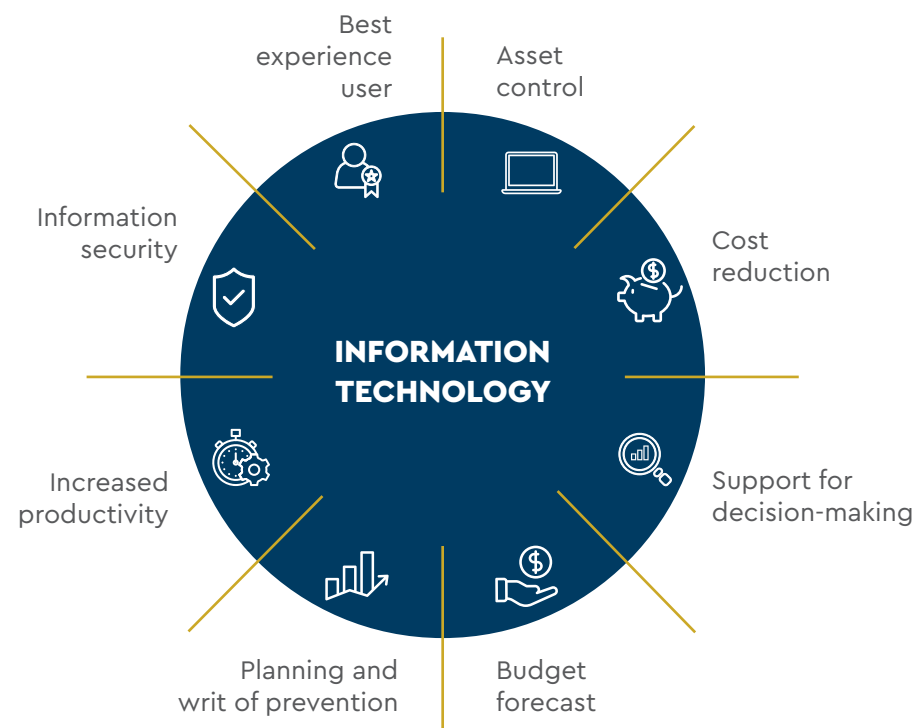 Best
experience
user
Asset
control
Information
security
Cost
reduction
INFORMATION
TECHNOLOGY
Increased
productivity
Support for
decision-making
Planning and
writ of prevention
Budget
forecast